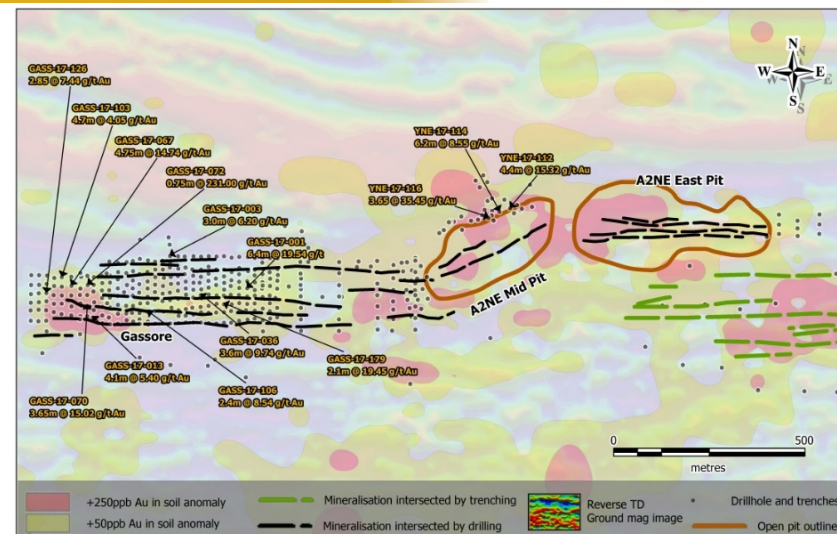 N
W E
S
GASS-17-126
2.85 @ 7.44 g/t Au
GASS-17-103
4.7m @ 4.05 g/t Au
GASS-17-067
4.75m @ 14.74 g/t Au
GASS-17-072
0.75m @ 231.00 g/t Au
GASS-17-003
3.0m @ 6.20 g/t Au
GASS-17-001
6.4m @ 19.54 g/t
YNE-17-114
6.2m @ 8.55 g/t Au
YNE-17-112
4.4m @ 15.32 g/t Au
YNE-17-116
3.65 @ 35.45 g/t Au
A2NE East Pit
A2NE Mid Pit
Gassore
GASS-17-036
3.6m @ 9.74 g/t Au
GASS-17-179
2.1m @ 19.45 g/t Au
GASS-17-013
4.1m @ 5.40 g/t Au
GASS-17-106
2.4m @ 8.54 g/t Au
GASS-17-070
3.65m @ 15.02 g/t Au
0 500
metres
+250ppb Au in soil anomaly
+50ppb Au in soil anomaly
Mineralisation intersected by trenching
Mineralisation intersected by drilling
Reverse TD
Ground mag image
Drillhole and trenches
Open pit outline